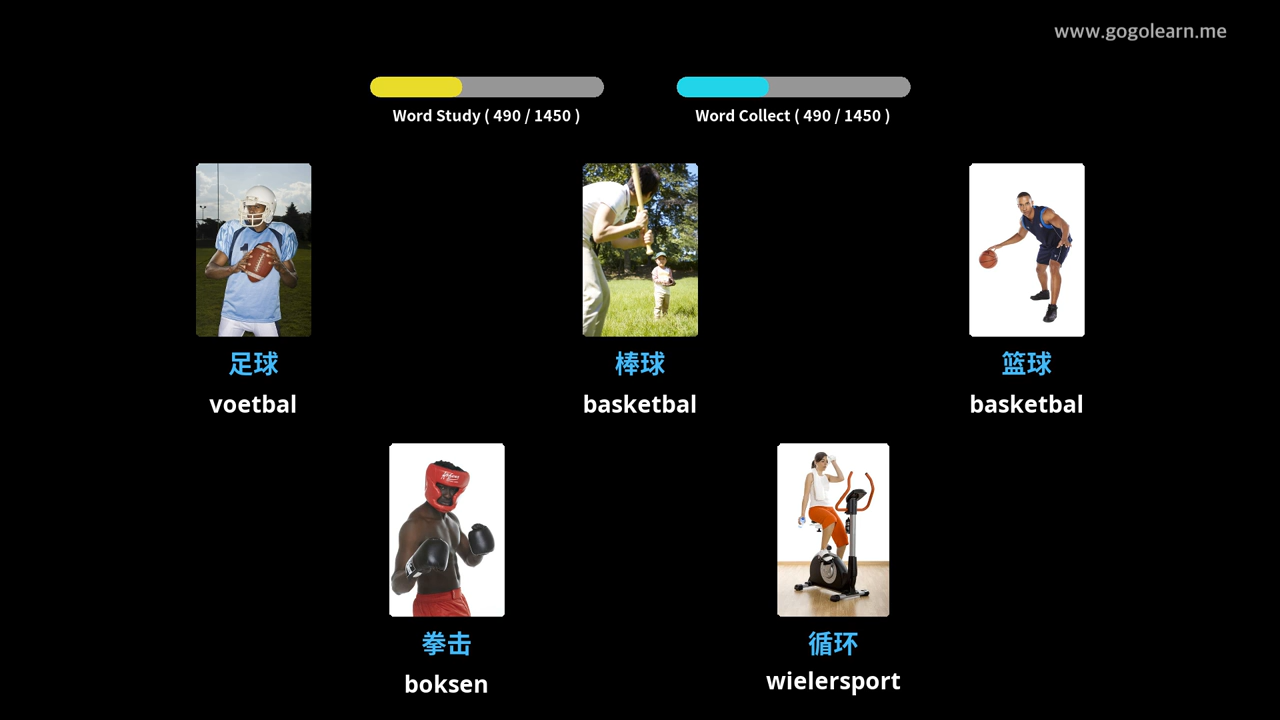 www.gogolearn.me
Word Study ( 490 / 1450 )
Word Collect ( 490 / 1450 )
足球
棒球
篮球
voetbal
basketbal
basketbal
拳击
循环
boksen
wielersport